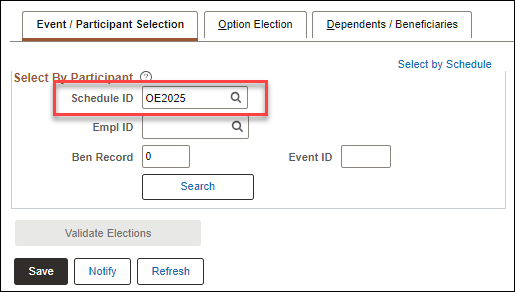 Event / Participant Selection Option Election Dependents / Beneficiaries
Select by Schedule
Select By Participant ?
Schedule ID OE2025
Empl ID
Ben Record 0 Event ID
Search
Validate Elections
Save Notify Refresh